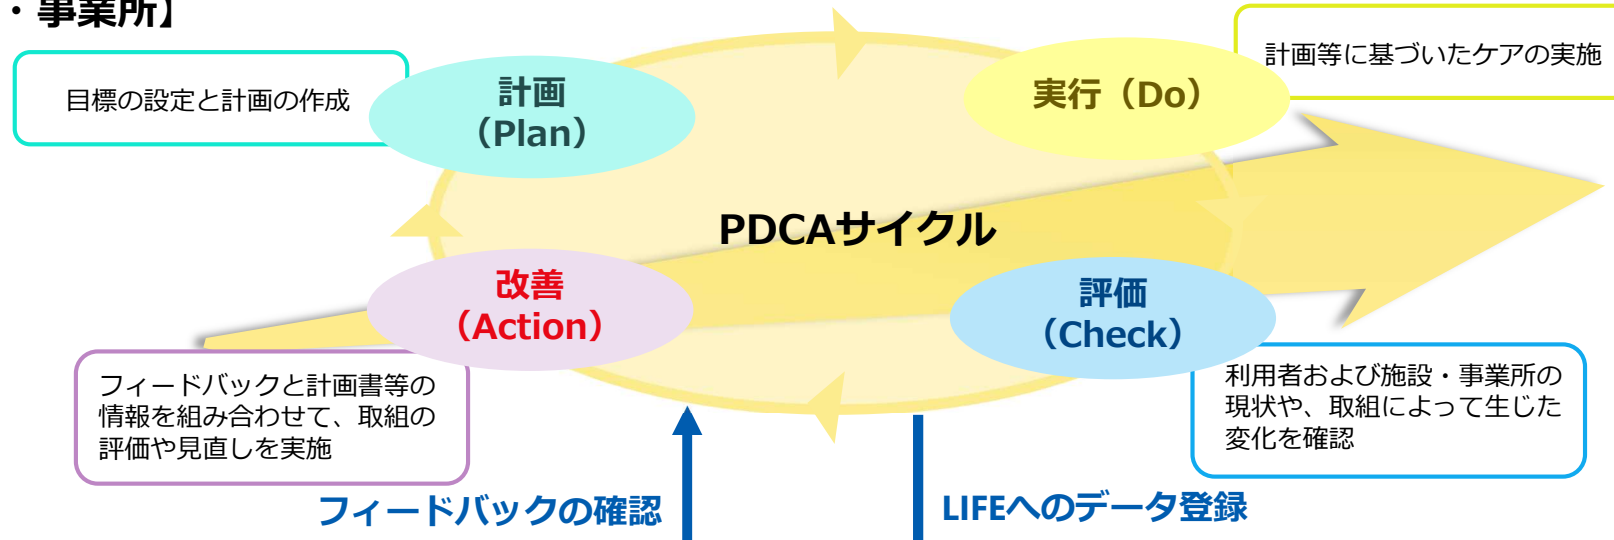 ・事業所】
目標の設定と計画の作成
計画
（Plan）
実行（Do）
計画等に基づいたケアの実施
PDCAサイクル
改善
（Action）
評価
（Check）
フィードバックと計画書等の
情報を組み合わせて、取組の
評価や見直しを実施
利用者および施設・事業所の
現状や、取組によって生じた
変化を確認
フィードバックの確認
LIFEへのデータ登録